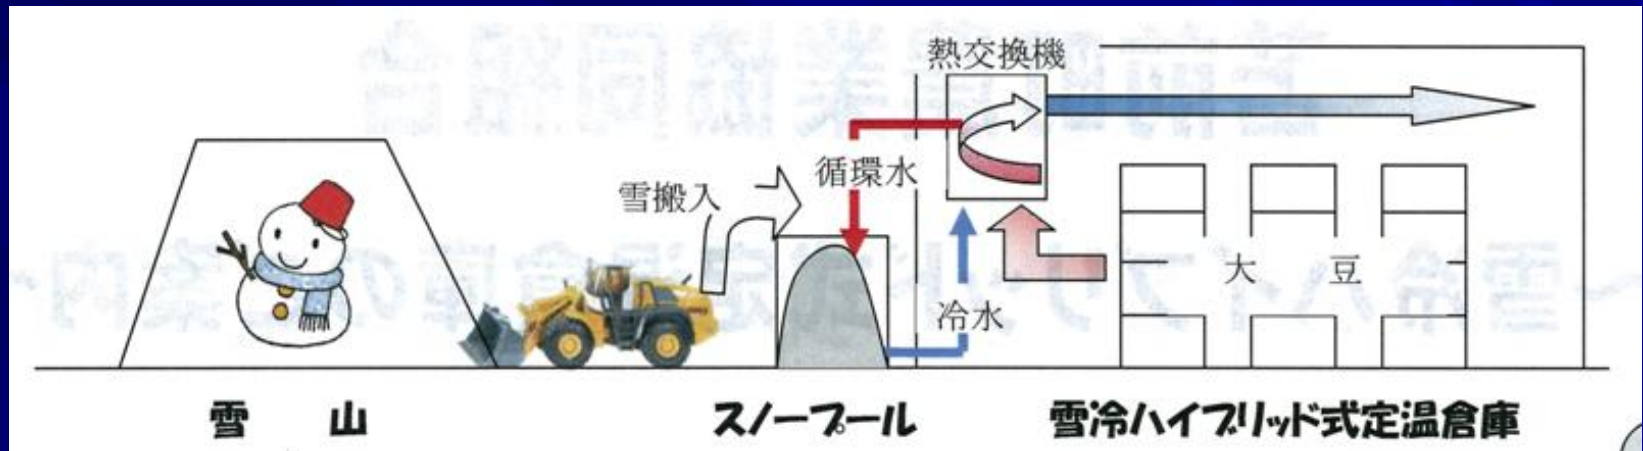 熱交換機
循環水
雪搬入
大 豆
冷水
雪 山
スノープール
雪冷ハイブリッド式定温倉庫